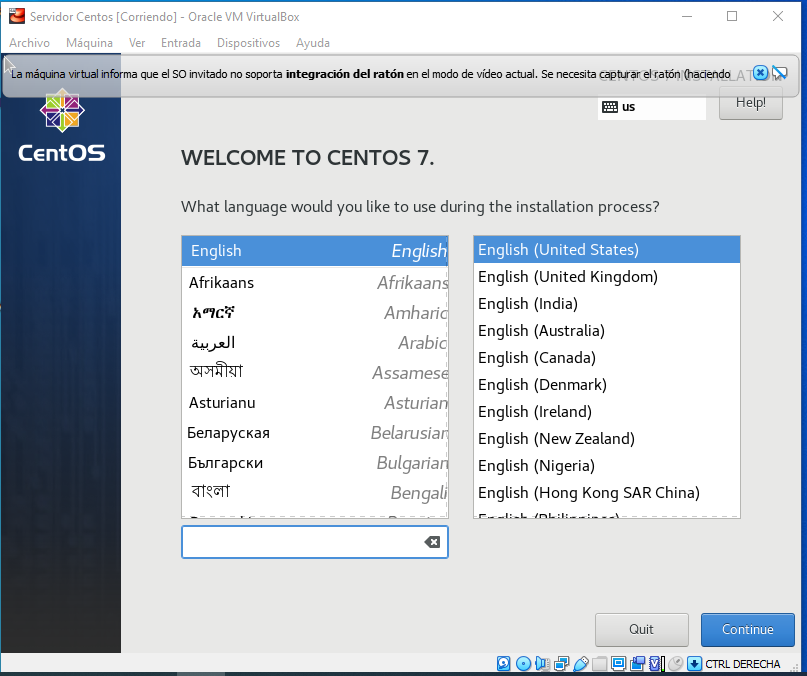 Servidor Centos [Corriendo] - Oracle VM VirtualBox
Archivo Máquina Ver Entrada Dispositivos Ayuda
La máquina virtual informa que el SO invitado no soporta integración del ratón en el modo de vídeo actual. Se necesita capturar el ratón (haciendo
CENTOS 7 INSTALLATION
us
Help!
CentOS
WELCOME TO CENTOS 7.
What language would you like to use during the installation process?
English English
Afrikaans Afrikaans
አማርኛ Amharic
العربية Arabic
অসমীয়া Assamese
Asturianu Asturian
Беларуская Belarusian
Български Bulgarian
বাংলা Bengali
English (United States)
English (United Kingdom)
English (India)
English (Australia)
English (Canada)
English (Denmark)
English (Ireland)
English (New Zealand)
English (Nigeria)
English (Hong Kong SAR China)
English (Philippines)
Quit
Continue
CTRL DERECHA